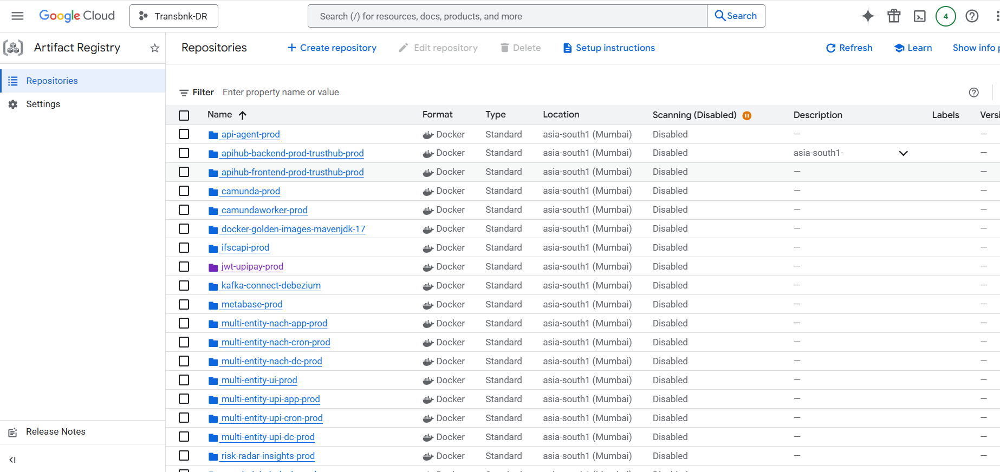 Google Cloud
Transbnk-DR
Search (/) for resources, docs, products, and more
Search
4
Artifact Registry
Repositories
Create repository
Edit repository
Delete
Setup instructions
Refresh
Learn
Show info
Repositories
Settings
Filter Enter property name or value
Name Format Type Location Scanning (Disabled) Description Labels Versi
api-agent-prod Docker Standard asia-south1 (Mumbai) Disabled —  —
apihub-backend-prod-trusthub-prod Docker Standard asia-south1 (Mumbai) Disabled asia-south1- —
apihub-frontend-prod-trusthub-prod Docker Standard asia-south1 (Mumbai) Disabled — —
camunda-prod Docker Standard asia-south1 (Mumbai) Disabled — —
camundaworker-prod Docker Standard asia-south1 (Mumbai) Disabled — —
docker-golden-images-mavenjdk-17 Docker Standard asia-south1 (Mumbai) Disabled — —
ifscapi-prod Docker Standard asia-south1 (Mumbai) Disabled — —
jwt-upipay-prod Docker Standard asia-south1 (Mumbai) Disabled — —
kafka-connect-debezium Docker Standard asia-south1 (Mumbai) Disabled — —
metabase-prod Docker Standard asia-south1 (Mumbai) Disabled — —
multi-entity-nach-app-prod Docker Standard asia-south1 (Mumbai) Disabled — —
multi-entity-nach-cron-prod Docker Standard asia-south1 (Mumbai) Disabled — —
multi-entity-nach-dc-prod Docker Standard asia-south1 (Mumbai) Disabled — —
multi-entity-ui-prod Docker Standard asia-south1 (Mumbai) Disabled — —
multi-entity-upi-app-prod Docker Standard asia-south1 (Mumbai) Disabled — —
multi-entity-upi-cron-prod Docker Standard asia-south1 (Mumbai) Disabled — —
multi-entity-upi-dc-prod Docker Standard asia-south1 (Mumbai) Disabled — —
risk-radar-insights-prod Docker Standard asia-south1 (Mumbai) Disabled — —
Release Notes